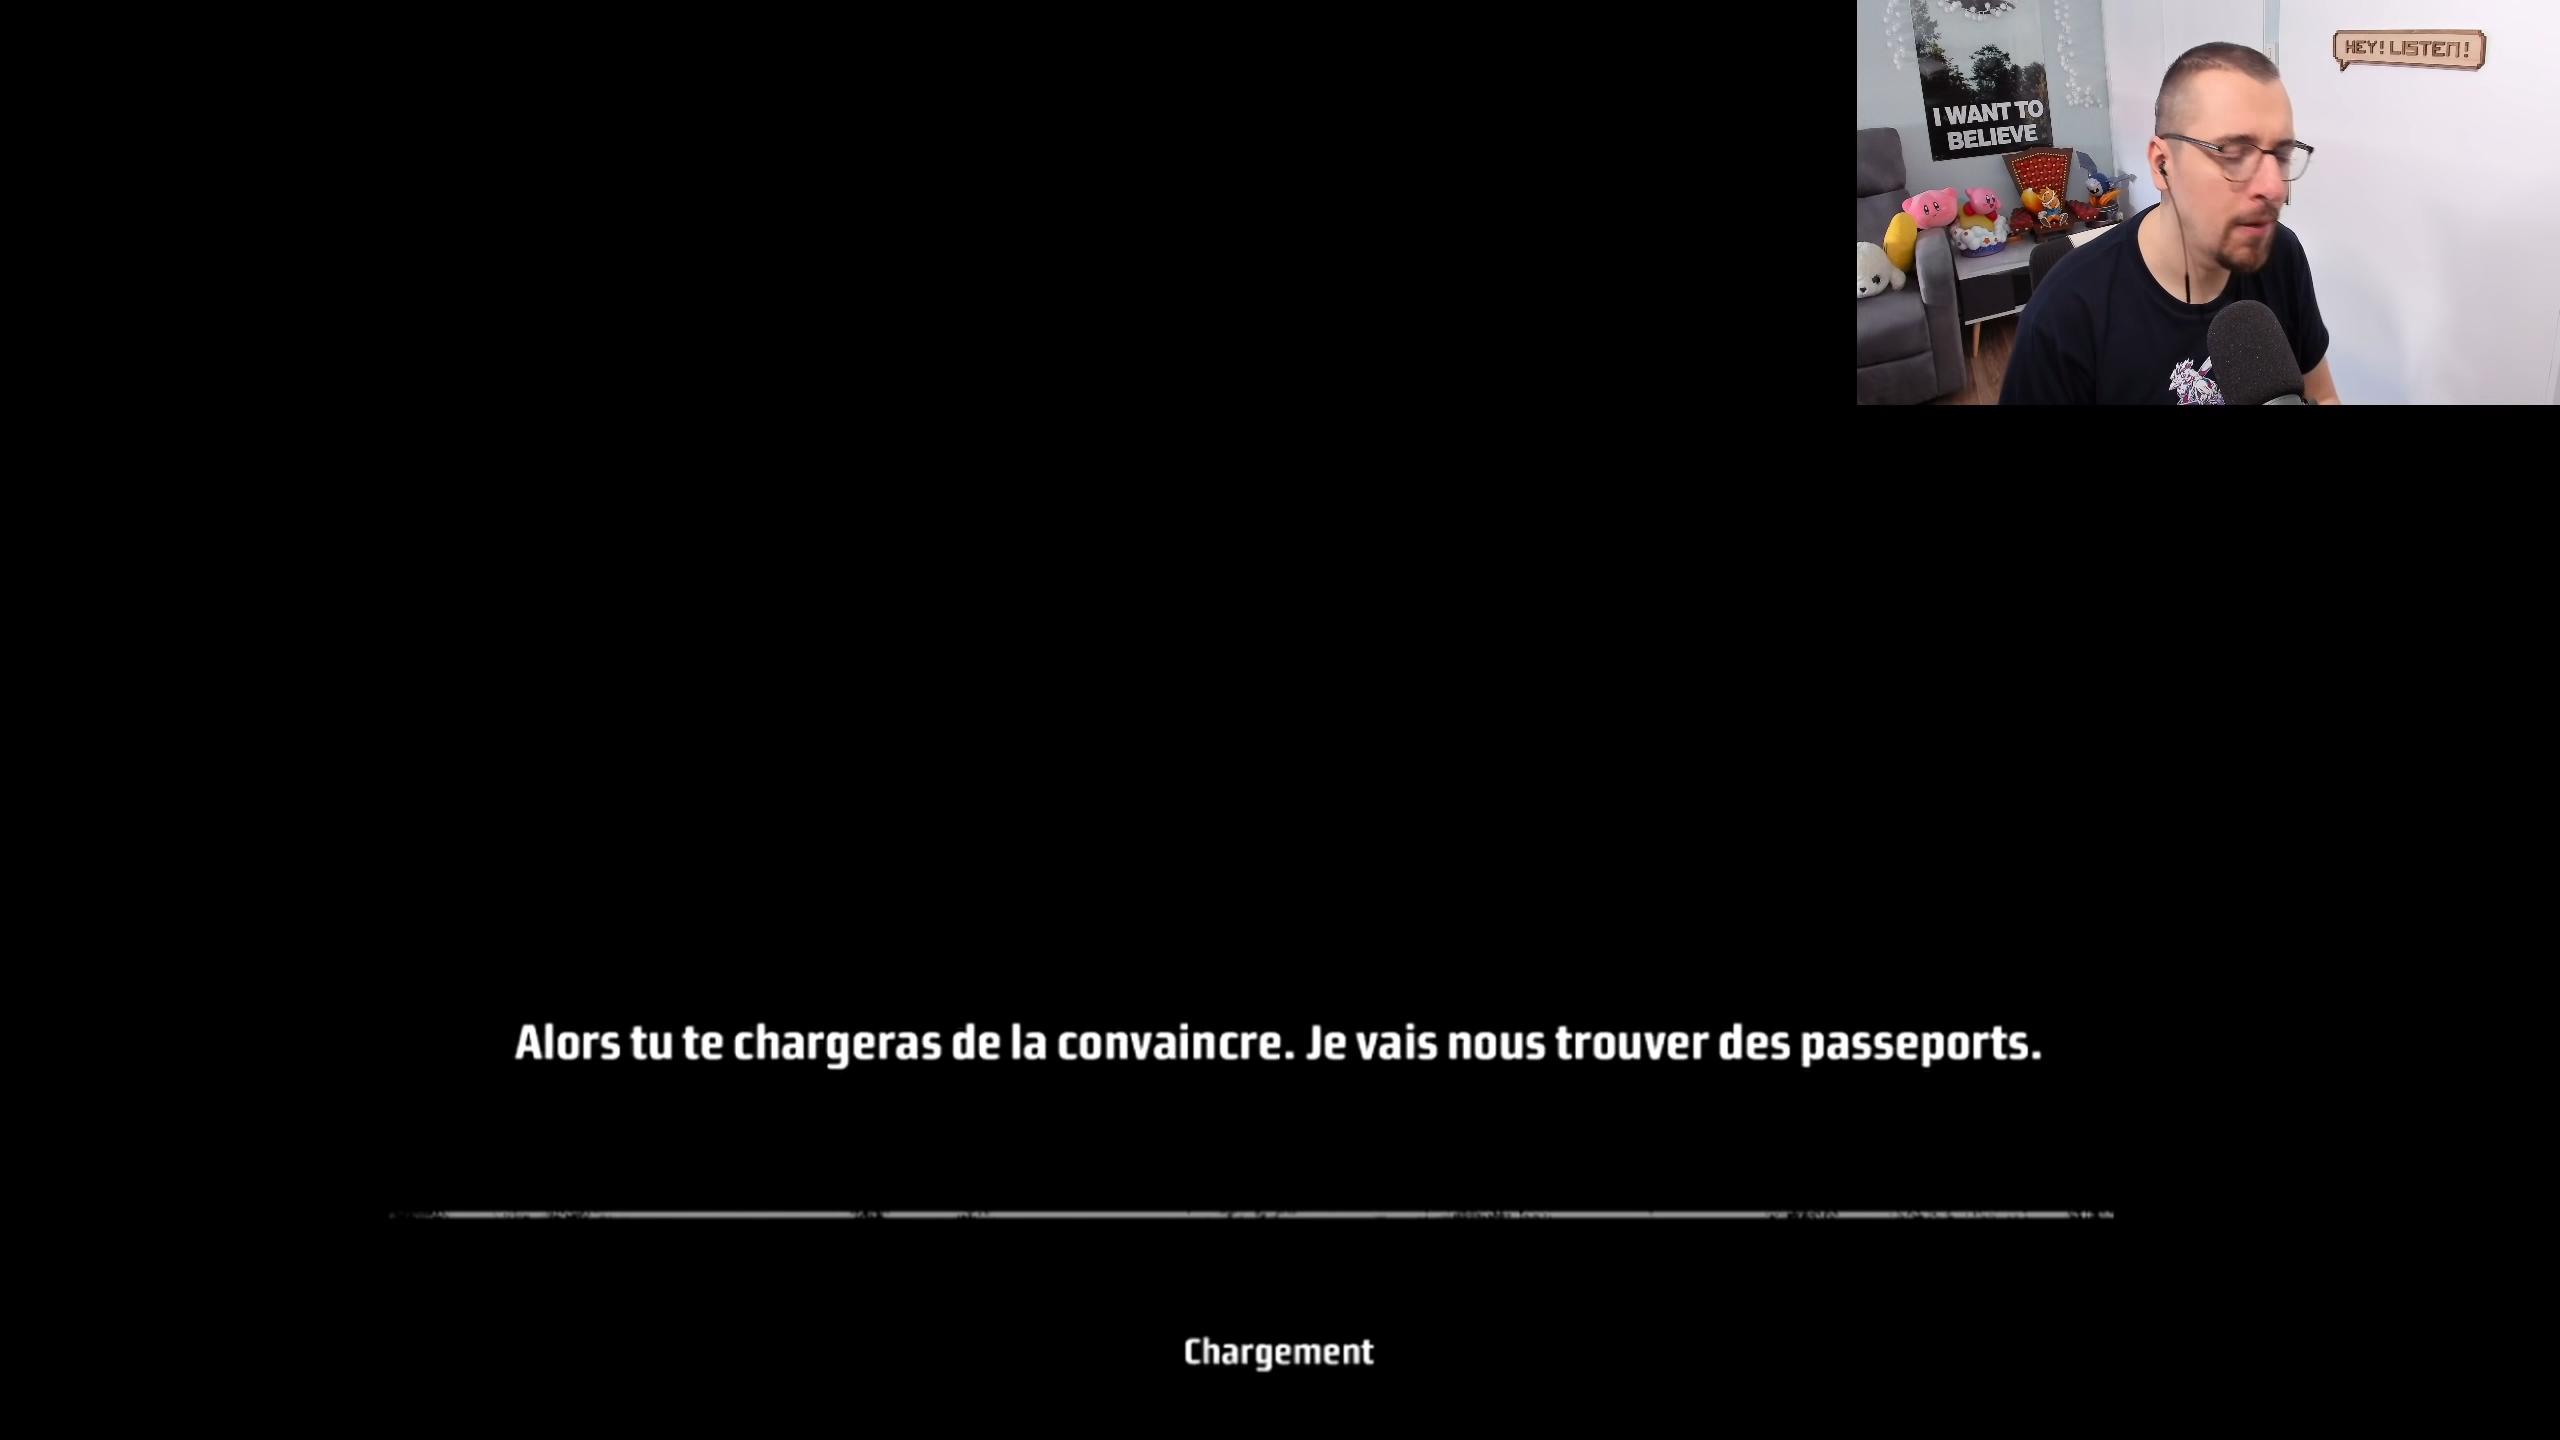 I WANT TO
BELIEVE
HEY! LISTEN!
Alors tu te chargeras de la convaincre. Je vais nous trouver des passeports.
Chargement